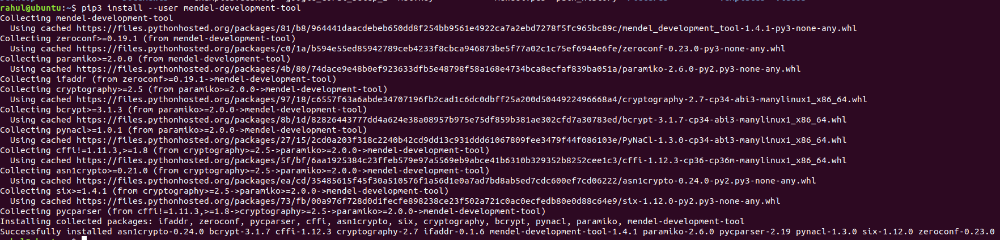 rahul@ubuntu:~$ pip3 install --user mendel-development-tool
Collecting mendel-development-tool
  Using cached https://files.pythonhosted.org/packages/81/b8/964441daacdebeb650dd8f254bb9561e4922ca7a2ebd7278f5fc965bc89c/mendel_development_tool-1.4.1-py3-none-any.whl
Collecting zeroconf>=0.19.1 (from mendel-development-tool)
  Using cached https://files.pythonhosted.org/packages/c0/1a/b594e55ed85942789ceb4233f8cbca946873be5f77a02c1c75ef6944e6fe/zeroconf-0.23.0-py3-none-any.whl
Collecting paramiko>=2.0.0 (from mendel-development-tool)
  Using cached https://files.pythonhosted.org/packages/4b/80/74dace9e48b0ef923633dfb5e48798f58a168e4734bca8ecfaf839ba051a/paramiko-2.6.0-py2.py3-none-any.whl
Collecting ifaddr (from zeroconf>=0.19.1->mendel-development-tool)
Collecting cryptography>=2.5 (from paramiko>=2.0.0->mendel-development-tool)
  Using cached https://files.pythonhosted.org/packages/97/18/c6557f63a6abde34707196fb2cad1c6dc0dbff25a200d5044922496668a4/cryptography-2.7-cp34-abi3-manylinux1_x86_64.whl
Collecting bcrypt>=3.1.3 (from paramiko>=2.0.0->mendel-development-tool)
  Using cached https://files.pythonhosted.org/packages/8b/1d/82826443777dd4a624e38a08957b975e75df859b381ae302cfd7a30783ed/bcrypt-3.1.7-cp34-abi3-manylinux1_x86_64.whl
Collecting pynacl>=1.0.1 (from paramiko>=2.0.0->mendel-development-tool)
  Using cached https://files.pythonhosted.org/packages/27/15/2cd0a203f318c2240b42cd9dd13c931ddd61067809fee3479f44f086103e/PyNaCl-1.3.0-cp34-abi3-manylinux1_x86_64.whl
Collecting cffi!=1.11.3,>=1.8 (from cryptography>=2.5->paramiko>=2.0.0->mendel-development-tool)
  Using cached https://files.pythonhosted.org/packages/5f/bf/6aa1925384c23ffeb579e97a5569eb9abce41b6310b329352b8252cee1c3/cffi-1.12.3-cp36-cp36m-manylinux1_x86_64.whl
Collecting asn1crypto>=0.21.0 (from cryptography>=2.5->paramiko>=2.0.0->mendel-development-tool)
  Using cached https://files.pythonhosted.org/packages/ea/cd/35485615f45f30a510576f1a56d1e0a7ad7bd8ab5ed7cdc600ef7cd06222/asn1crypto-0.24.0-py2.py3-none-any.whl
Collecting six>=1.4.1 (from cryptography>=2.5->paramiko>=2.0.0->mendel-development-tool)
  Using cached https://files.pythonhosted.org/packages/73/fb/00a976f728d0d1fecfe898238ce23f502a721c0ac0ecfedb80e0d88c64e9/six-1.12.0-py2.py3-none-any.whl
Collecting pycparser (from cffi!=1.11.3,>=1.8->cryptography>=2.5->paramiko>=2.0.0->mendel-development-tool)
Installing collected packages: ifaddr, zeroconf, pycparser, cffi, asn1crypto, six, cryptography, bcrypt, pynacl, paramiko, mendel-development-tool
Successfully installed asn1crypto-0.24.0 bcrypt-3.1.7 cffi-1.12.3 cryptography-2.7 ifaddr-0.1.6 mendel-development-tool-1.4.1 paramiko-2.6.0 pycparser-2.19 pynacl-1.3.0 six-1.12.0 zeroconf-0.23.0